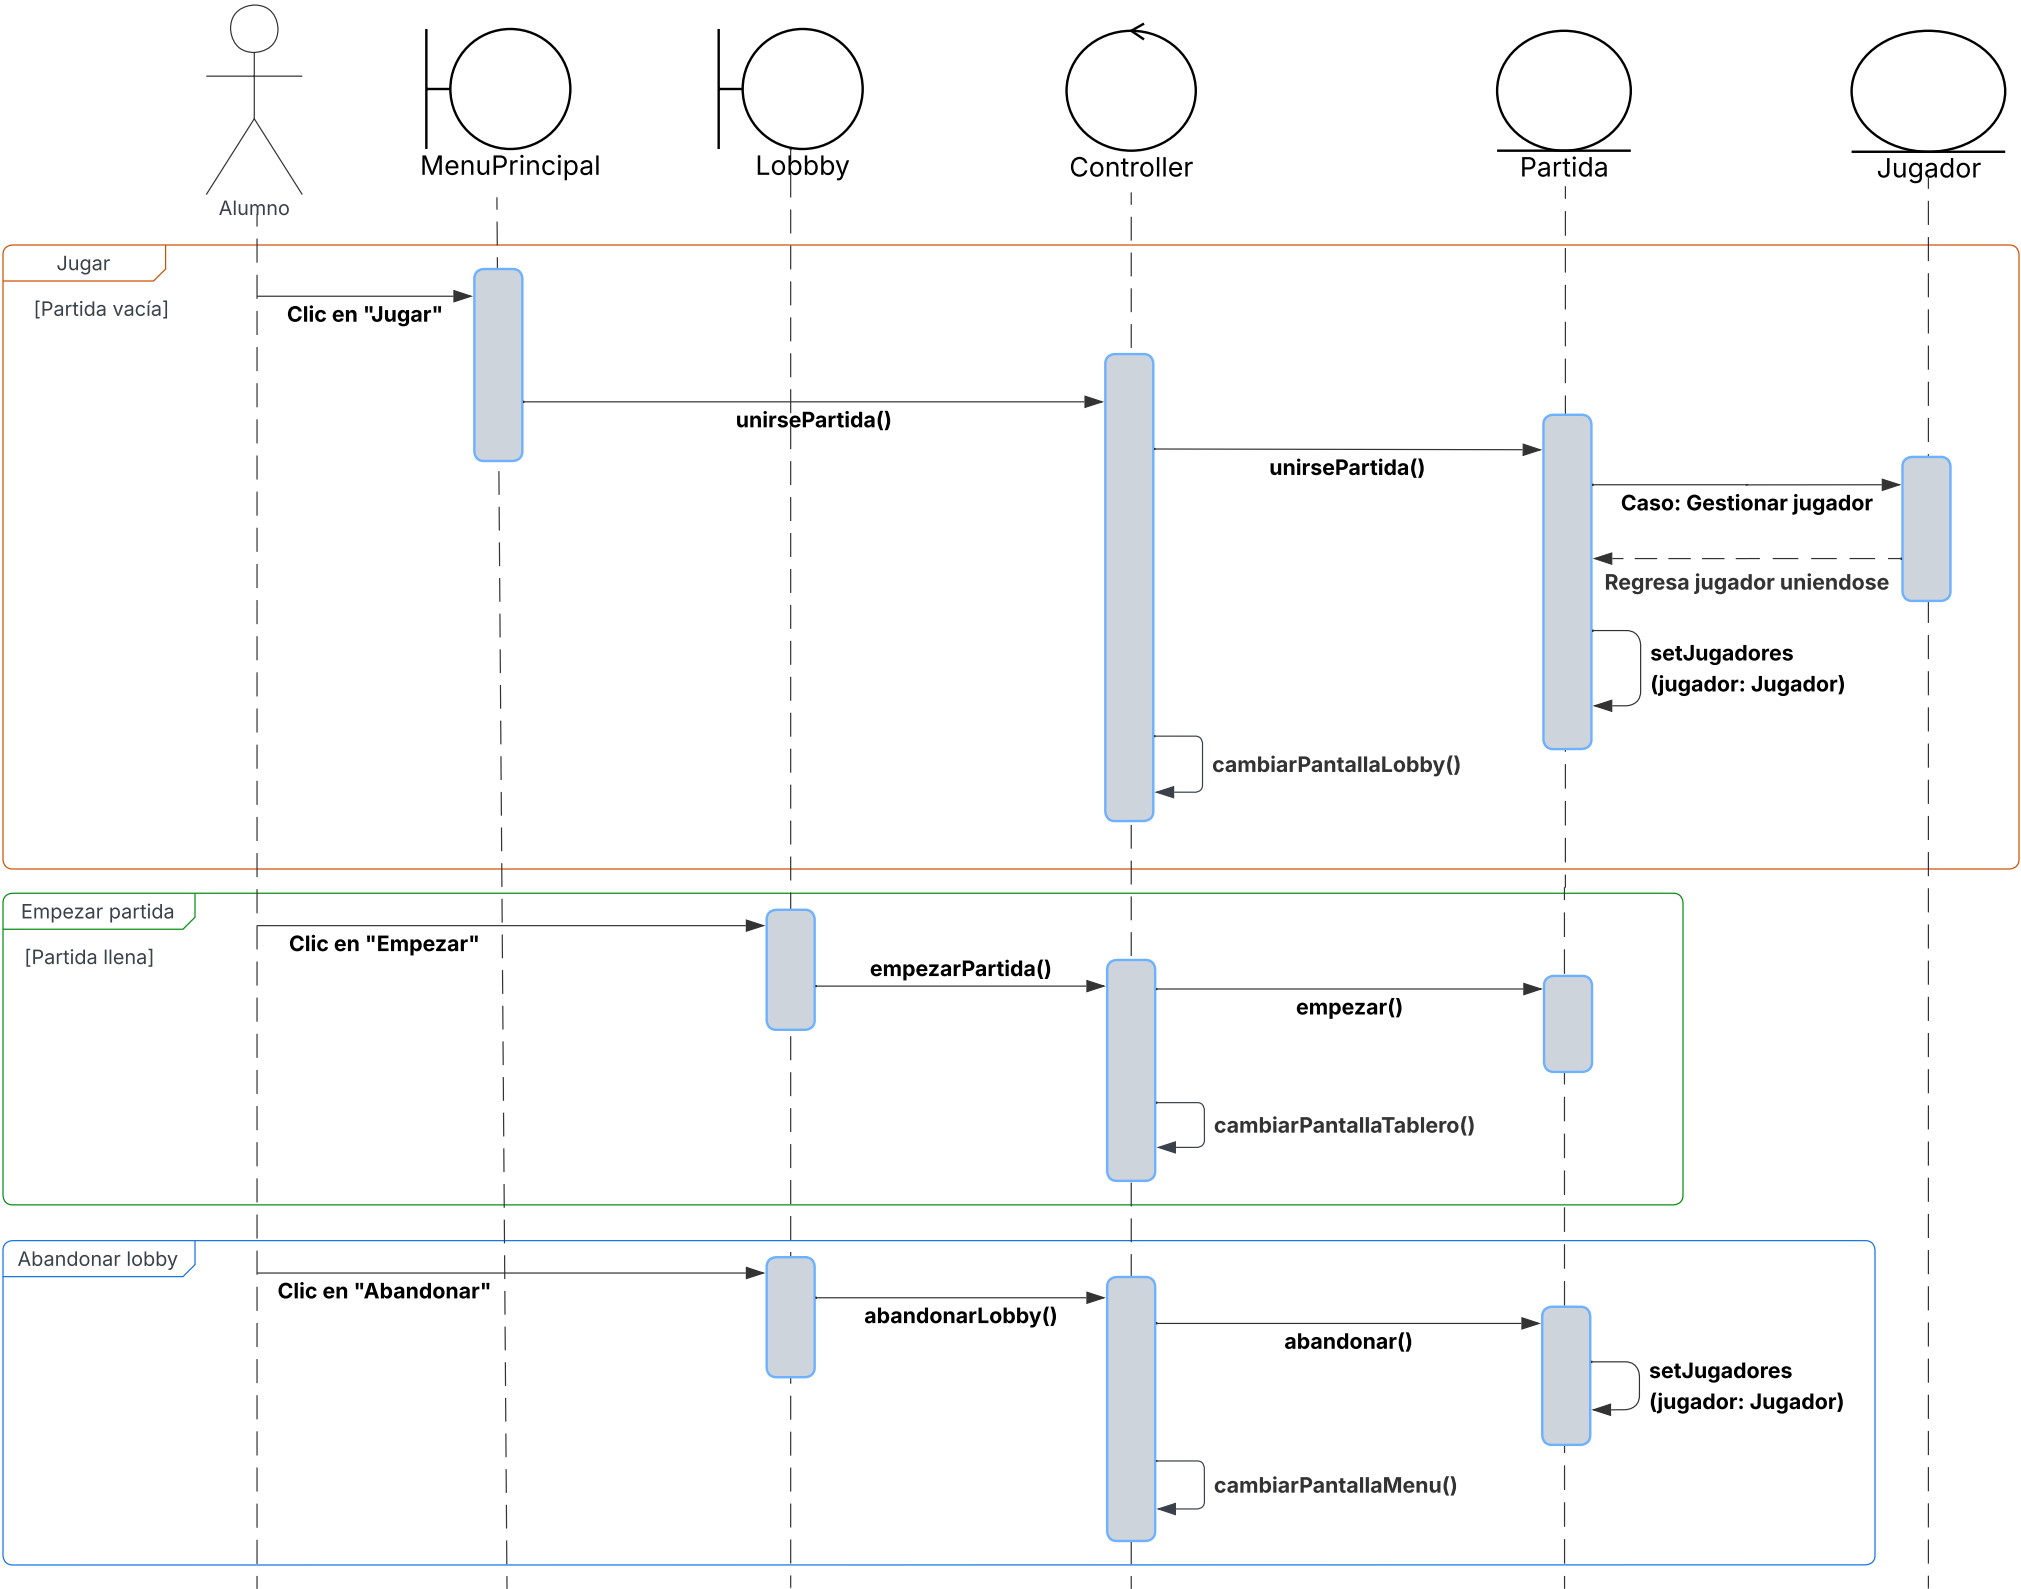 Alumno
MenuPrincipal
Lobbby
Controller
Partida
Jugador
Jugar
[Partida vacía]
Clic en "Jugar"
unirsePartida()
unirsePartida()
Caso: Gestionar jugador
Regresa jugador uniendose
setJugadores
(jugador: Jugador)
cambiarPantallaLobby()
Empezar partida
[Partida llena]
Clic en "Empezar"
empezarPartida()
empezar()
cambiarPantallaTablero()
Abandonar lobby
Clic en "Abandonar"
abandonarLobby()
abandonar()
setJugadores
(jugador: Jugador)
cambiarPantallaMenu()